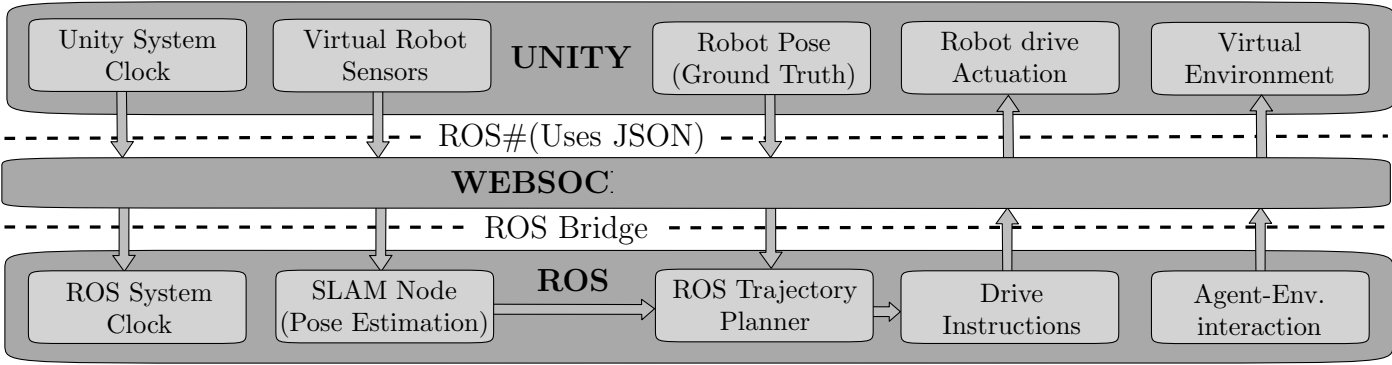 Unity System
Clock
Virtual Robot
Sensors
UNITY
Robot Pose
(Ground Truth)
Robot drive
Actuation
Virtual
Environment
ROS#(Uses JSON)
WEBSOC
ROS Bridge
ROS System
Clock
SLAM Node
(Pose Estimation)
ROS
ROS Trajectory
Planner
Drive
Instructions
Agent-Env.
interaction